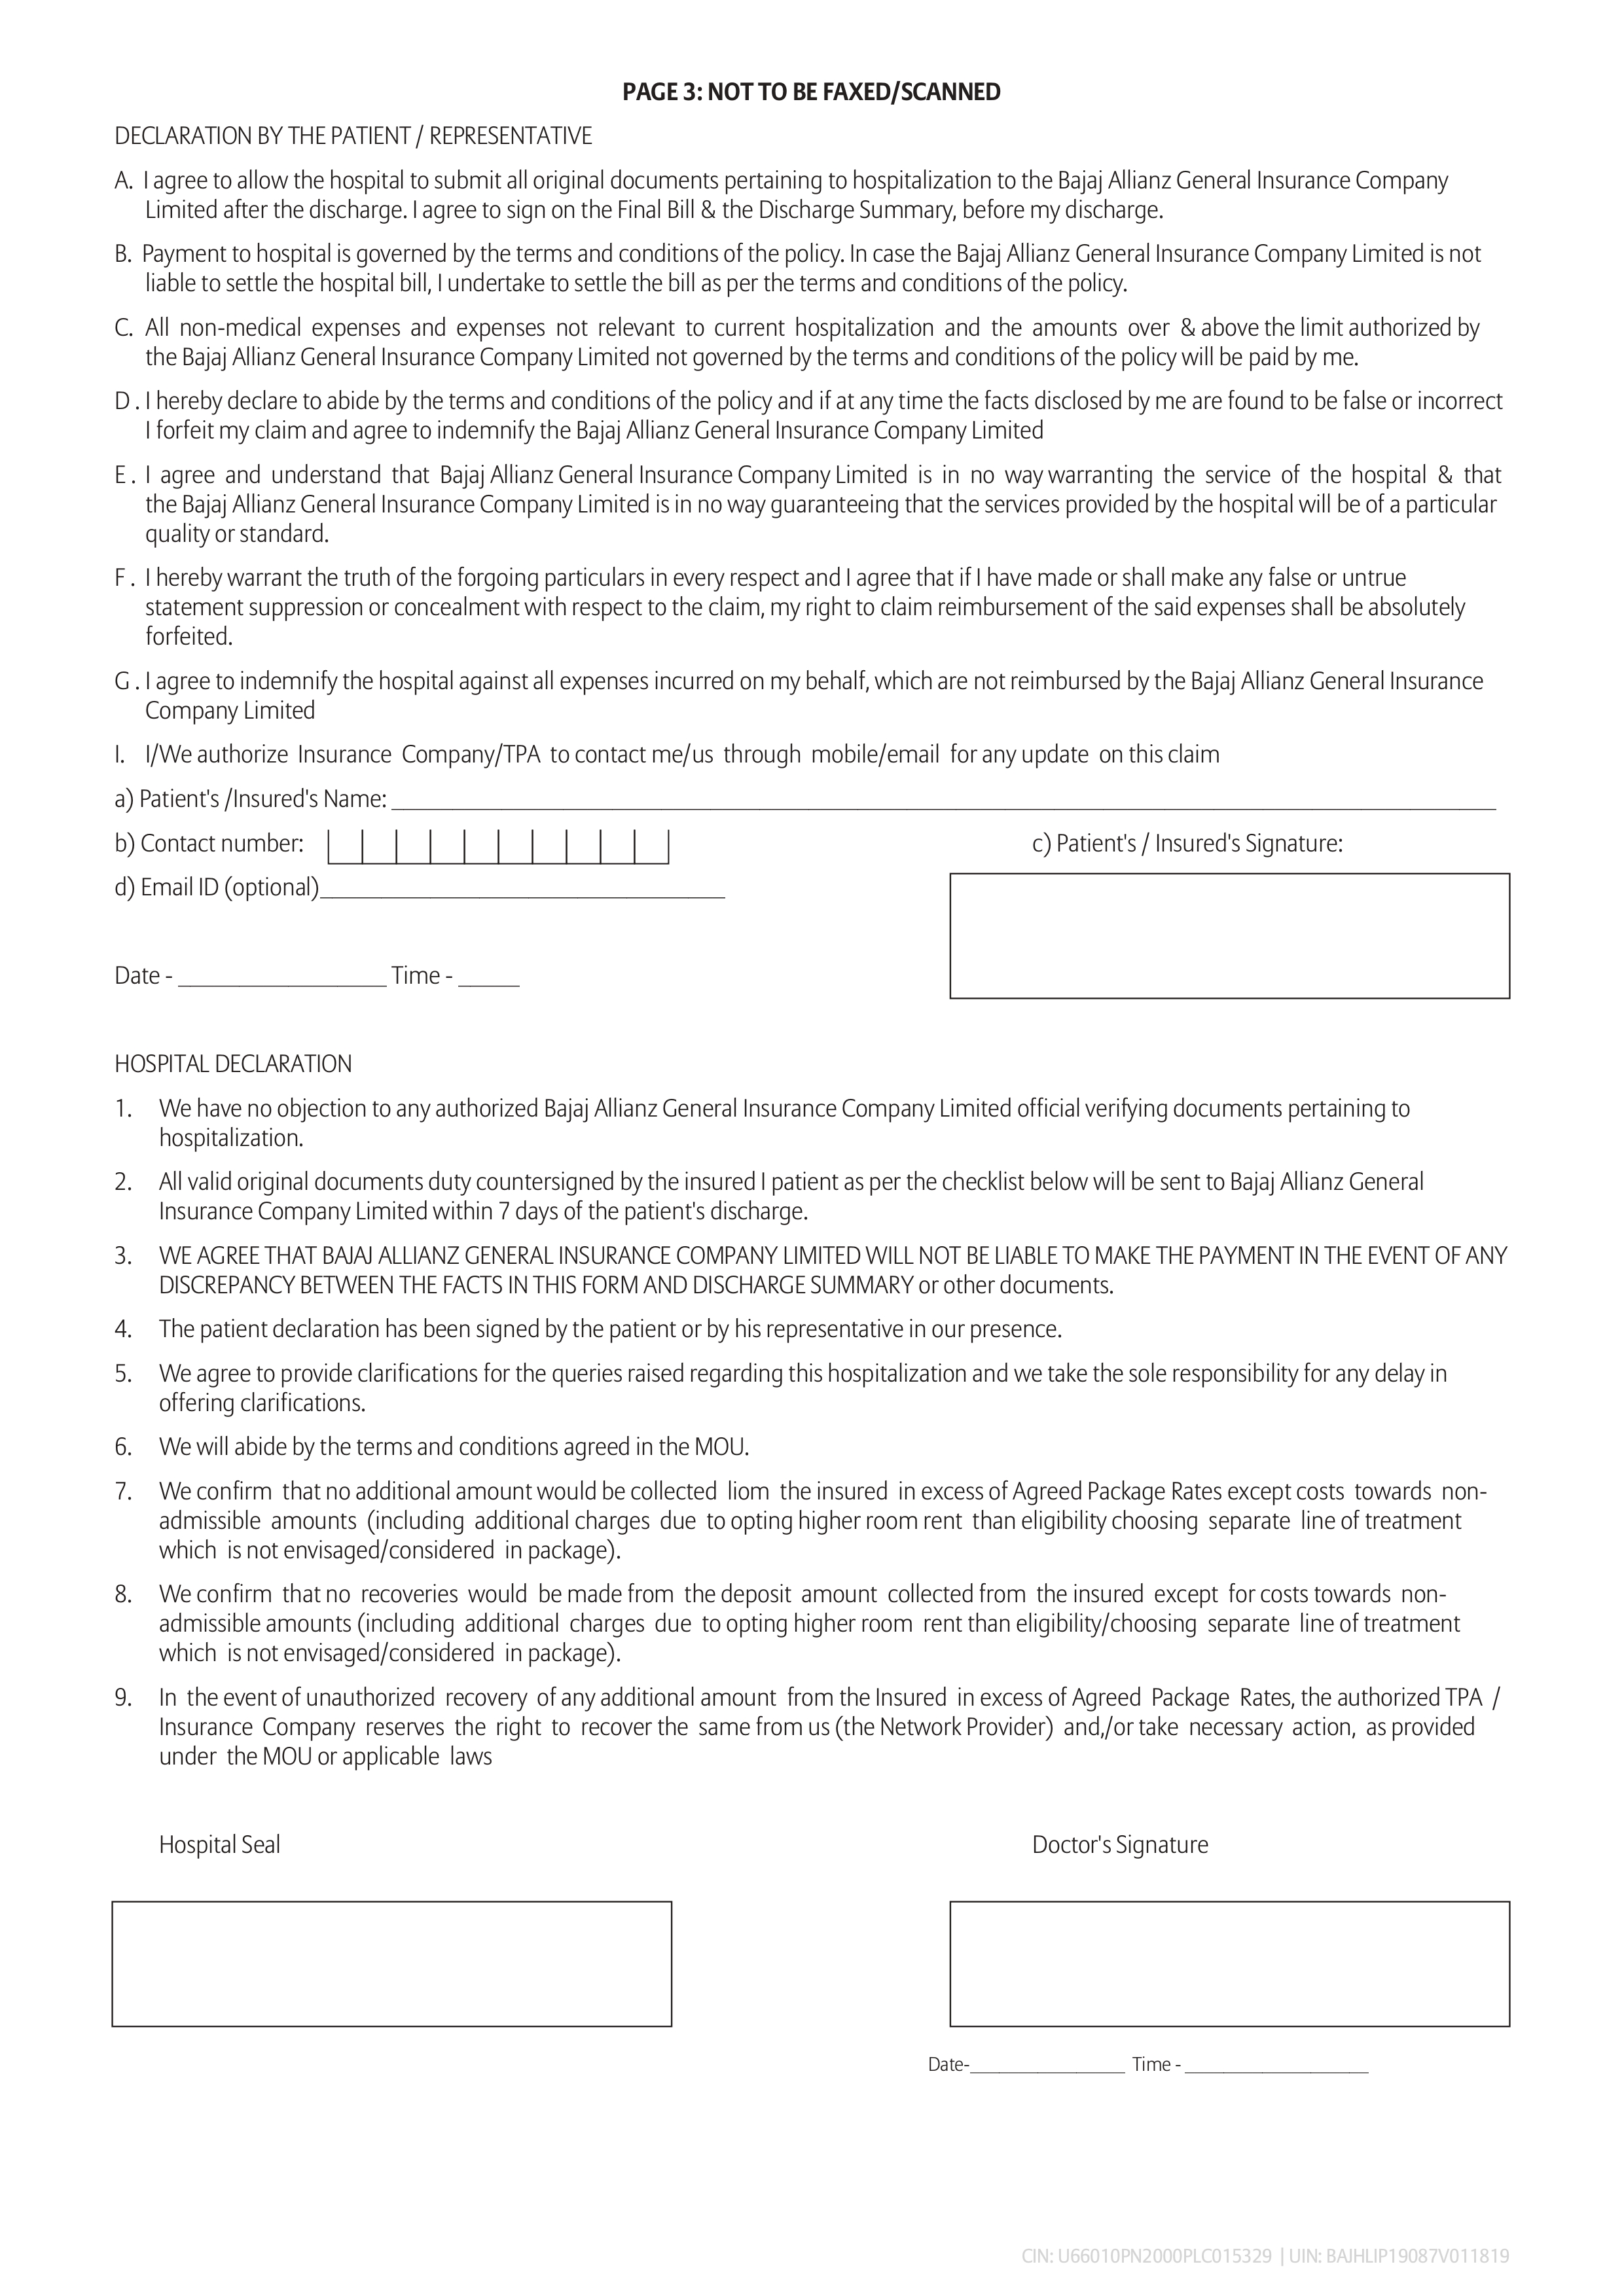 PAGE 3: NOT TO BE FAXED/SCANNED
DECLARATION BY THE PATIENT / REPRESENTATIVE
A. I agree to allow the hospital to submit all original documents pertaining to hospitalization to the Bajaj Allianz General Insurance Company
Limited after the discharge. I agree to sign on the Final Bill & the Discharge Summary, before my discharge.
B. Payment to hospital is governed by the terms and conditions of the policy. In case the Bajaj Allianz General Insurance Company Limited is not
liable to settle the hospital bill, I undertake to settle the bill as per the terms and conditions of the policy.
C. All non-medical expenses and expenses not relevant to current hospitalization and the amounts over & above the limit authorized by
the Bajaj Allianz General Insurance Company Limited not governed by the terms and conditions of the policy will be paid by me.
D . I hereby declare to abide by the terms and conditions of the policy and if at any time the facts disclosed by me are found to be false or incorrect
I forfeit my claim and agree to indemnify the Bajaj Allianz General Insurance Company Limited
E . I agree and understand that Bajaj Allianz General Insurance Company Limited is in no way warranting the service of the hospital & that
the Bajaj Allianz General Insurance Company Limited is in no way guaranteeing that the services provided by the hospital will be of a particular
quality or standard.
F . I hereby warrant the truth of the forgoing particulars in every respect and I agree that if I have made or shall make any false or untrue
statement suppression or concealment with respect to the claim, my right to claim reimbursement of the said expenses shall be absolutely
forfeited.
G . I agree to indemnify the hospital against all expenses incurred on my behalf, which are not reimbursed by the Bajaj Allianz General Insurance
Company Limited
I. I/We authorize Insurance Company/TPA to contact me/us through mobile/email for any update on this claim
a) Patient's /Insured's Name: ____________________
b) Contact number: c) Patient's / Insured's Signature:
d) Email ID (optional)____________________
Date - _______________ Time - _____
HOSPITAL DECLARATION
1. We have no objection to any authorized Bajaj Allianz General Insurance Company Limited official verifying documents pertaining to
hospitalization.
2. All valid original documents duty countersigned by the insured I patient as per the checklist below will be sent to Bajaj Allianz General
Insurance Company Limited within 7 days of the patient's discharge.
3. WE AGREE THAT BAJAJ ALLIANZ GENERAL INSURANCE COMPANY LIMITED WILL NOT BE LIABLE TO MAKE THE PAYMENT IN THE EVENT OF ANY
DISCREPANCY BETWEEN THE FACTS IN THIS FORM AND DISCHARGE SUMMARY or other documents.
4. The patient declaration has been signed by the patient or by his representative in our presence.
5. We agree to provide clarifications for the queries raised regarding this hospitalization and we take the sole responsibility for any delay in
offering clarifications.
6. We will abide by the terms and conditions agreed in the MOU.
7. We confirm that no additional amount would be collected liom the insured in excess of Agreed Package Rates except costs towards non-
admissible amounts (including additional charges due to opting higher room rent than eligibility choosing separate line of treatment
which is not envisaged/considered in package).
8. We confirm that no recoveries would be made from the deposit amount collected from the insured except for costs towards non-
admissible amounts (including additional charges due to opting higher room rent than eligibility/choosing separate line of treatment
which is not envisaged/considered in package).
9. In the event of unauthorized recovery of any additional amount from the Insured in excess of Agreed Package Rates, the authorized TPA /
Insurance Company reserves the right to recover the same from us (the Network Provider) and,/or take necessary action, as provided
under the MOU or applicable laws
Hospital Seal Doctor's Signature
Date-_______________ Time - _______________
CIN: U66010PN2000PLC015329 | UIN: BAJHLIP19087V011819